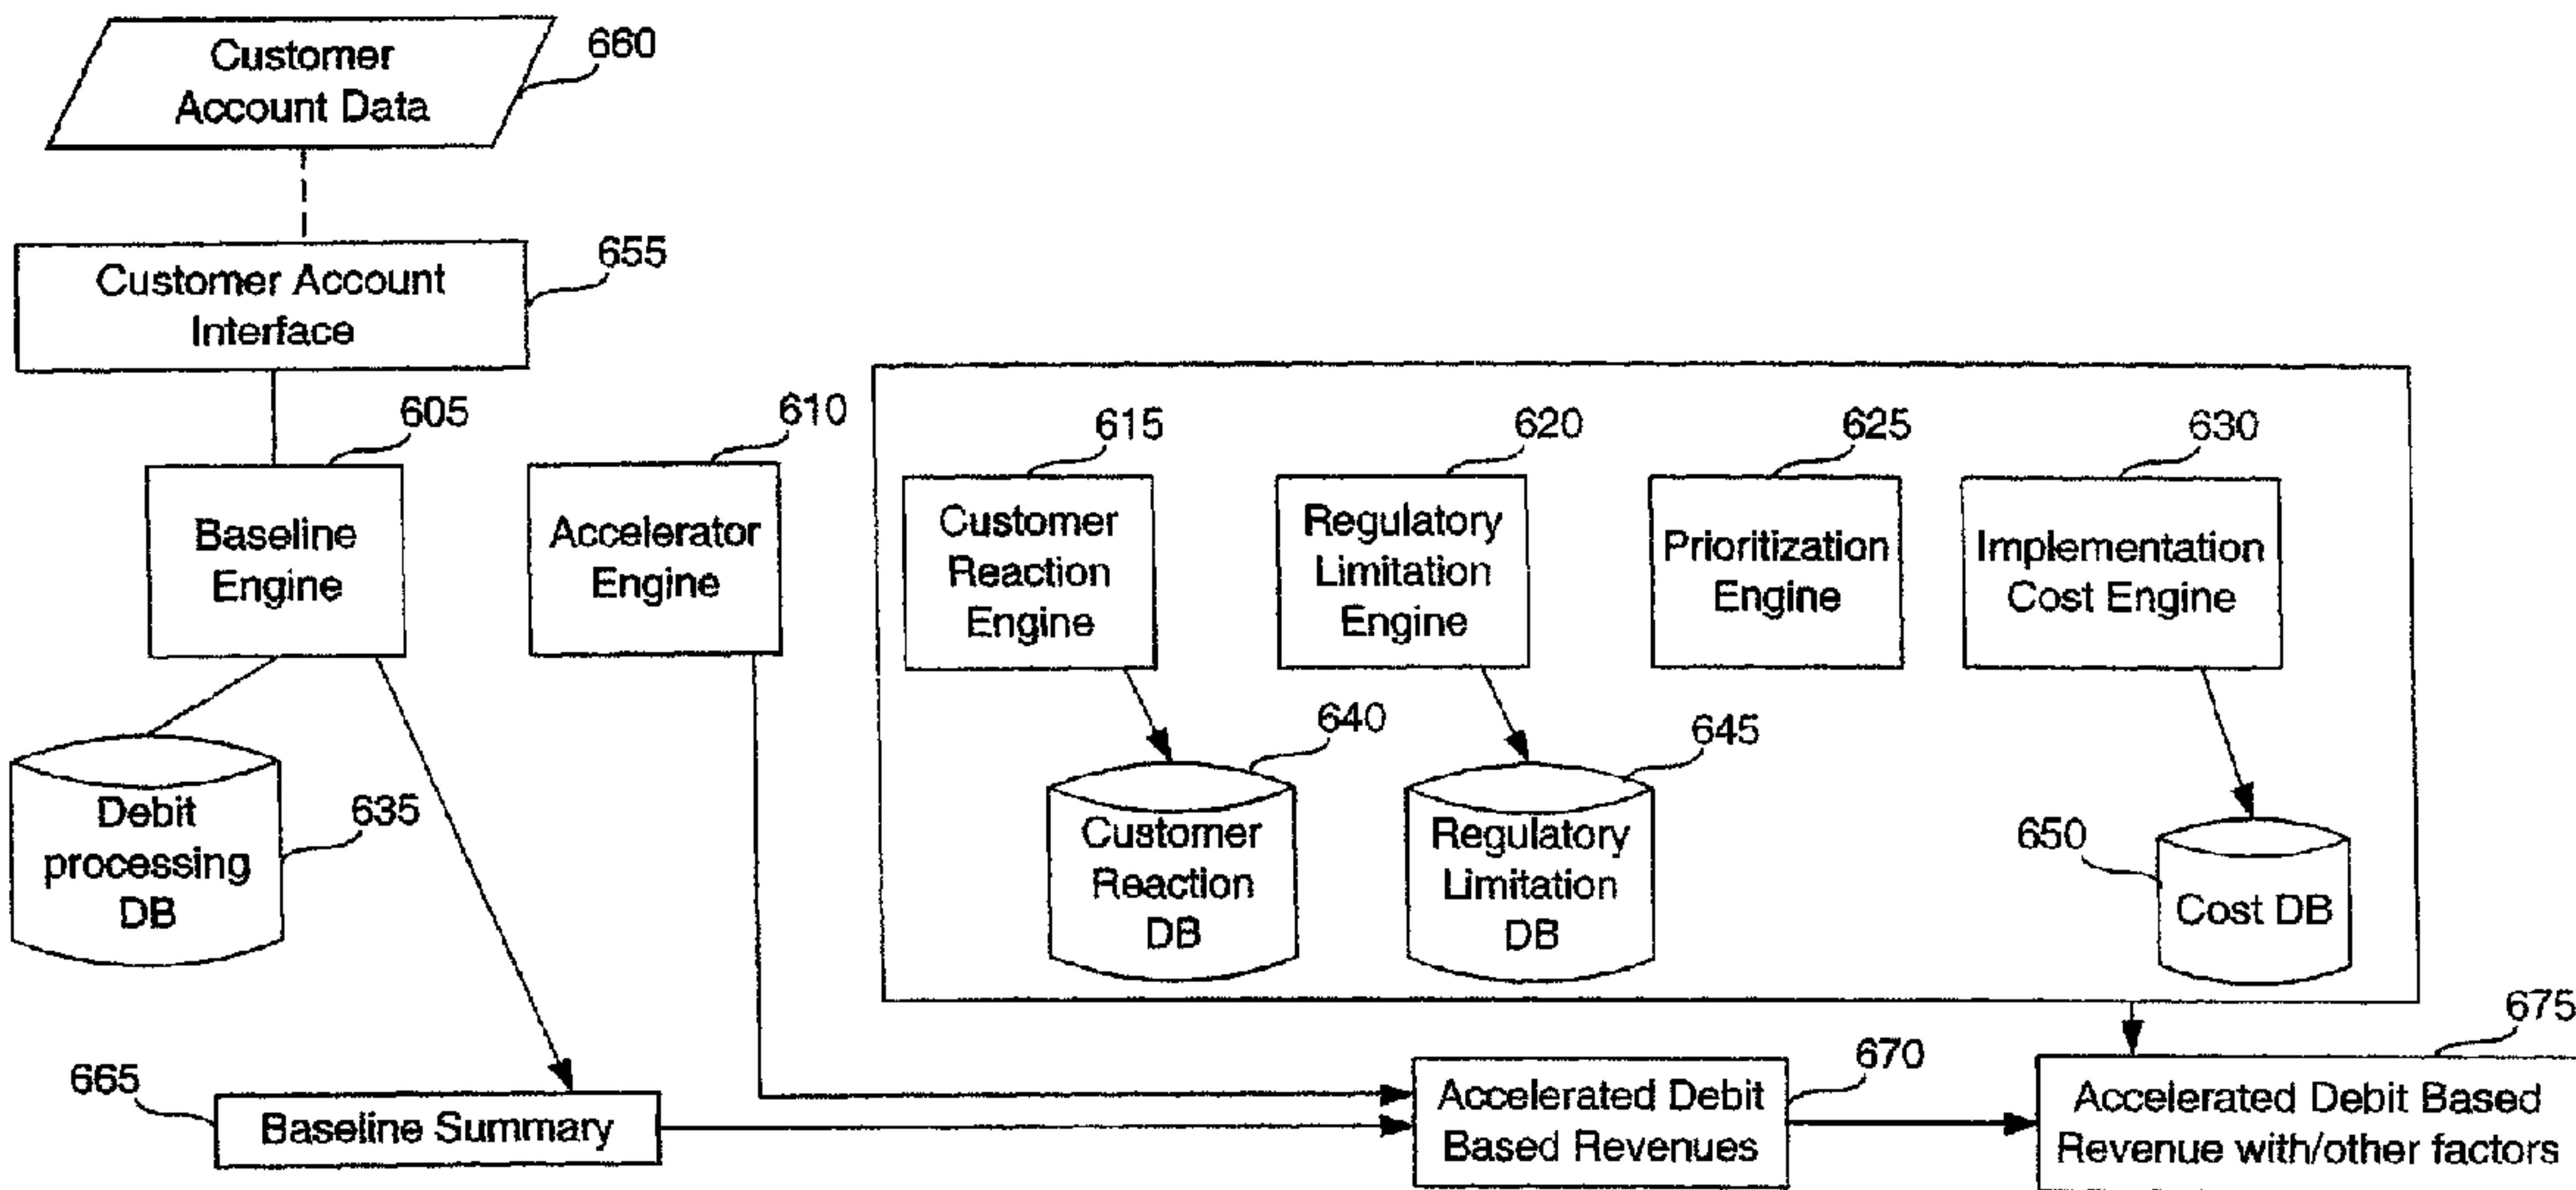 Customer
Account Data
660
Customer Account
Interface
655
605
610
615
620
625
630
Baseline
Engine
Accelerator
Engine
Customer
Reaction
Engine
Regulatory
Limitation
Engine
Prioritization
Engine
Implementation
Cost Engine
Debit
processing
DB
635
640
Customer
Reaction
DB
645
Regulatory
Limitation
DB
650
Cost DB
665
Baseline Summary
670
Accelerated Debit
Based Revenues
675
Accelerated Debit Based
Revenue with/other factors